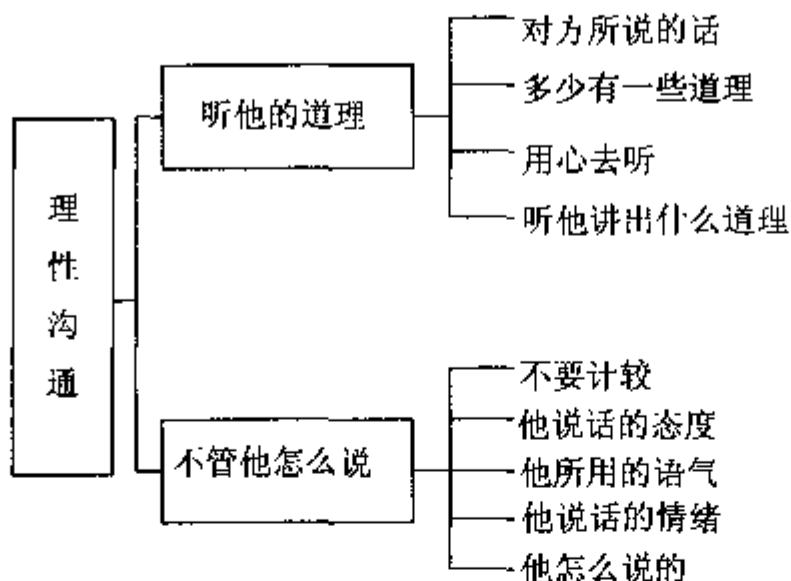 理性沟通
听他的道理
对方所说的话
多少有一些道理
用心去听
听他讲出什么道理
不管他怎么说
不要计较
他说话的态度
他所用的语气
他说话的情绪
他怎么说的